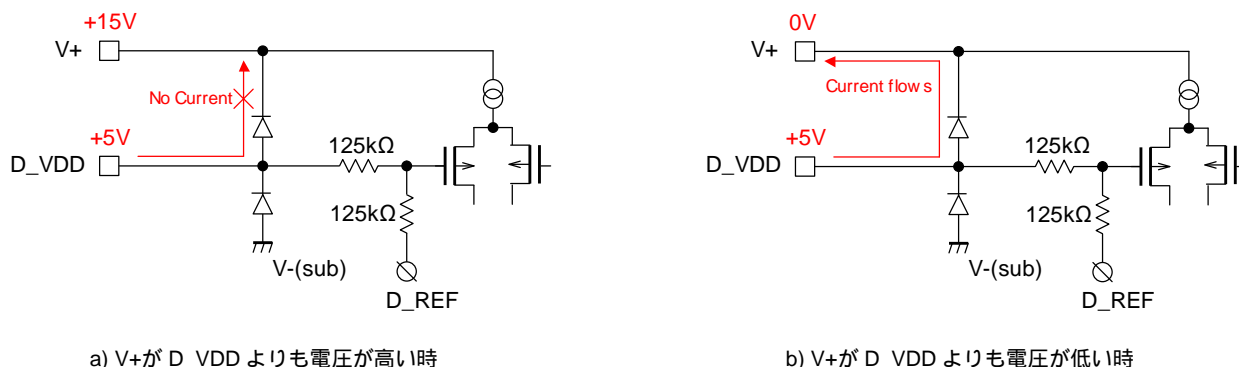 +15V
V+
No Current
+5V
D_VDD
125kΩ
125kΩ
V-(sub)
D_REF
a) V+が D_VDD よりも電圧が高い時
0V
V+
Current flows
+5V
D_VDD
125kΩ
125kΩ
V-(sub)
D_REF
b) V+が D_VDD よりも電圧が低い時